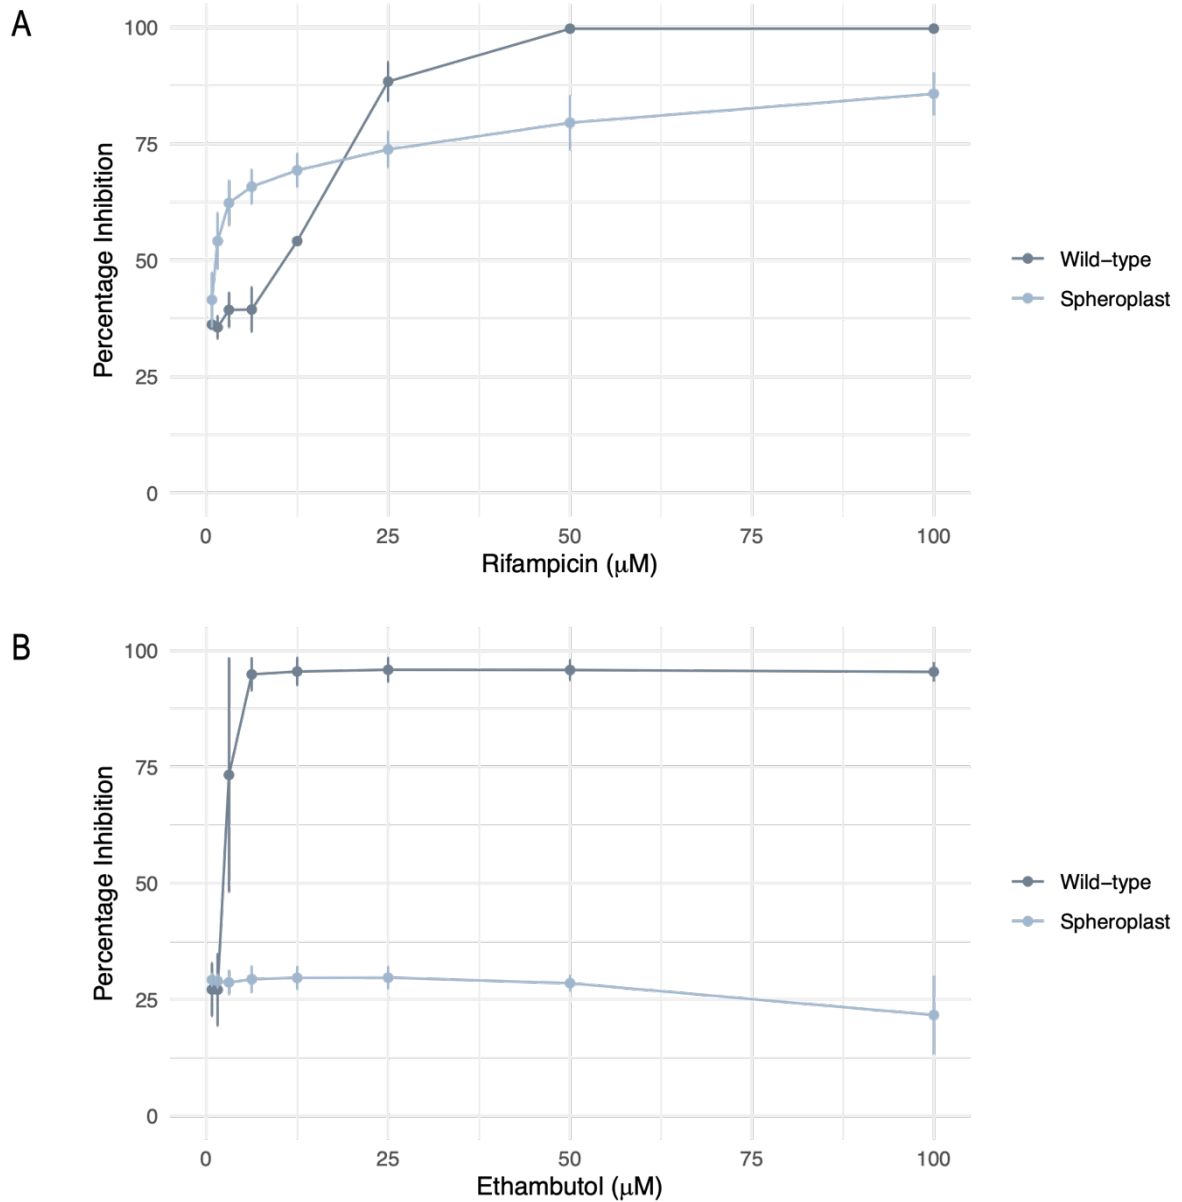 A
Percentage Inhibition
100
75
50
25
0
0 25 50 75 100
Rifampicin (μM)
Wild−type
Spheroplast
B
Percentage Inhibition
100
75
50
25
0
0 25 50 75 100
Ethambutol (μM)
Wild−type
Spheroplast